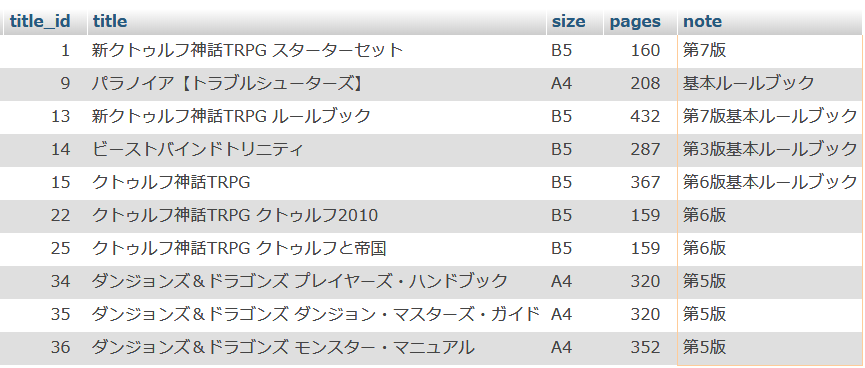 title_id title size pages note
1 新クトゥルフ神話TRPG スターターセット B5 160 第7版
9 パラノイア【トラブルシューターズ】 A4 208 基本ルールブック
13 新クトゥルフ神話TRPG ルールブック B5 432 第7版基本ルールブック
14 ビーストバインドトリニティ B5 287 第3版基本ルールブック
15 クトゥルフ神話TRPG B5 367 第6版基本ルールブック
22 クトゥルフ神話TRPG クトゥルフ2010 B5 159 第6版
25 クトゥルフ神話TRPG クトゥルフと帝国 B5 159 第6版
34 ダンジョンズ＆ドラゴンズ プレイヤーズ・ハンドブック A4 320 第5版
35 ダンジョンズ＆ドラゴンズ ダンジョン・マスターズ・ガイド A4 320 第5版
36 ダンジョンズ＆ドラゴンズ モンスター・マニュアル A4 352 第5版